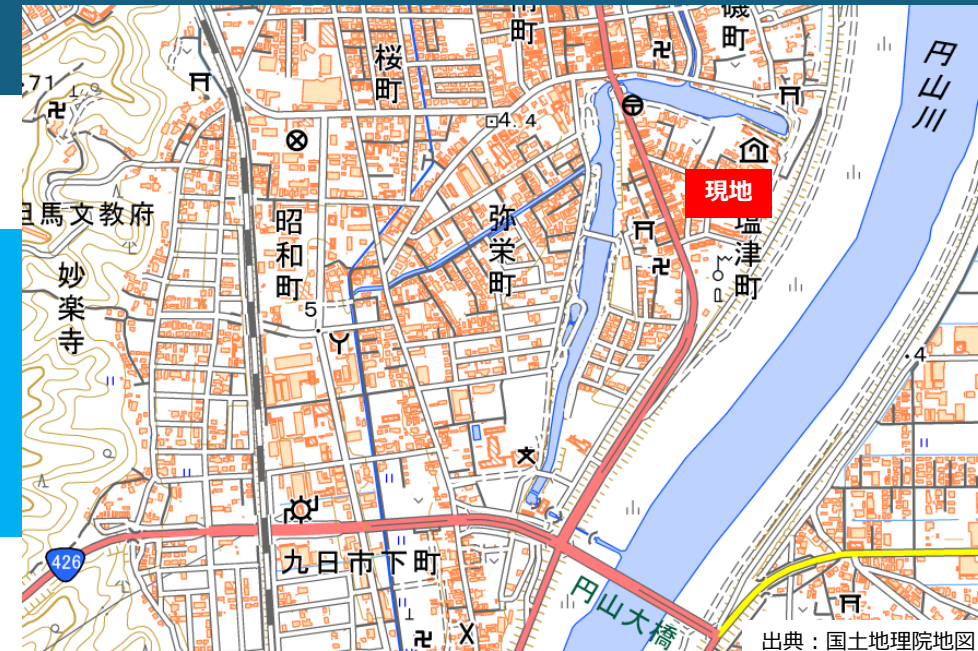 円山川
桜町
71
4.4
現地
塩津町
但馬文教府
昭和町
弥栄町
妙楽寺
5
4
426
九日市下町
円山大橋
出典：国土地理院地図